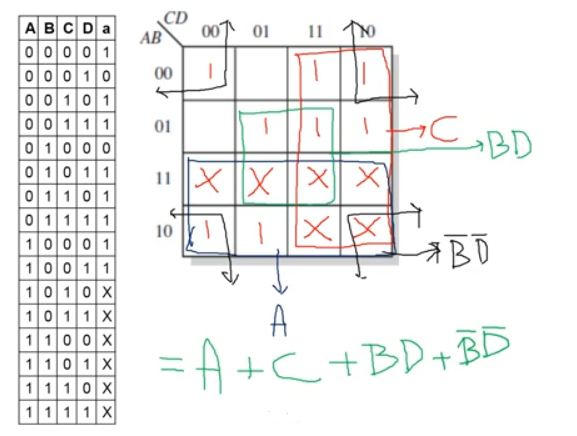 A B C D a
0 0 0 0 1
0 0 0 1 0
0 0 1 0 1
0 0 1 1 1
0 1 0 0 0
0 1 0 1 1
0 1 1 0 1
0 1 1 1 1
1 0 0 0 1
1 0 0 1 1
1 0 1 0 X
1 0 1 1 X
1 1 0 0 X
1 1 0 1 X
1 1 1 0 X
1 1 1 1 X
CD
AB 00 01 11 10
00 1 1 1
01 1 1 1
11 X X X X
10 1 1 X X
C
BD
B̅ D̅
A
= A + C + BD + B̅ D̅